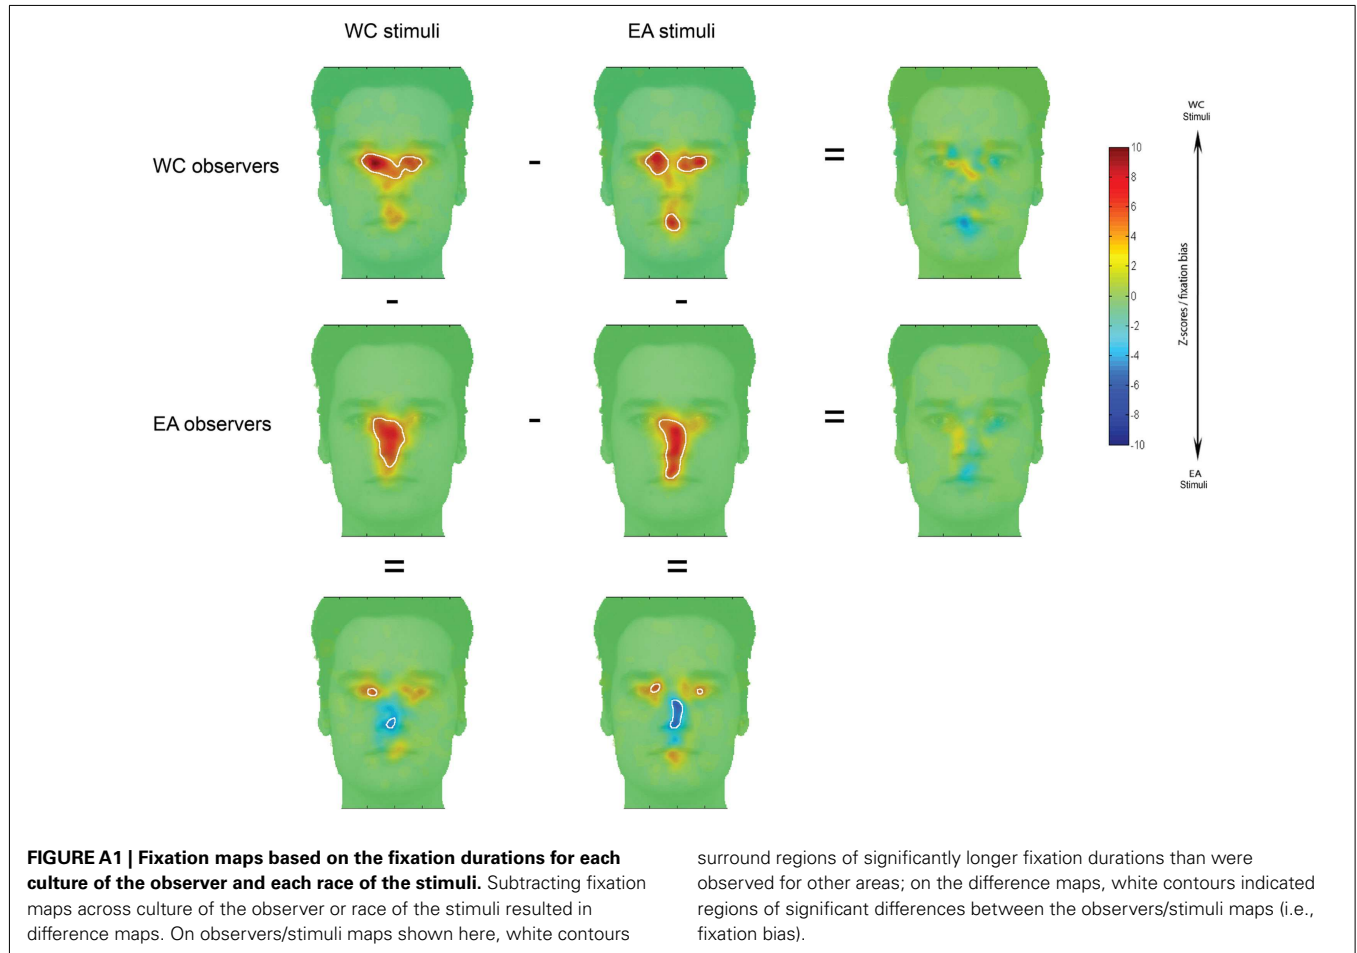 WC stimuli
EA stimuli
WC observers
-
=
WC
Stimuli
10
8
6
4
2
0
-2
-4
-6
-8
-10
Z-scores / fixation bias
EA
Stimuli
-
-
EA observers
-
=
=
=
FIGURE A1 | Fixation maps based on the fixation durations for each
culture of the observer and each race of the stimuli. Subtracting fixation
maps across culture of the observer or race of the stimuli resulted in
difference maps. On observers/stimuli maps shown here, white contours
surround regions of significantly longer fixation durations than were
observed for other areas; on the difference maps, white contours indicated
regions of significant differences between the observers/stimuli maps (i.e.,
fixation bias).